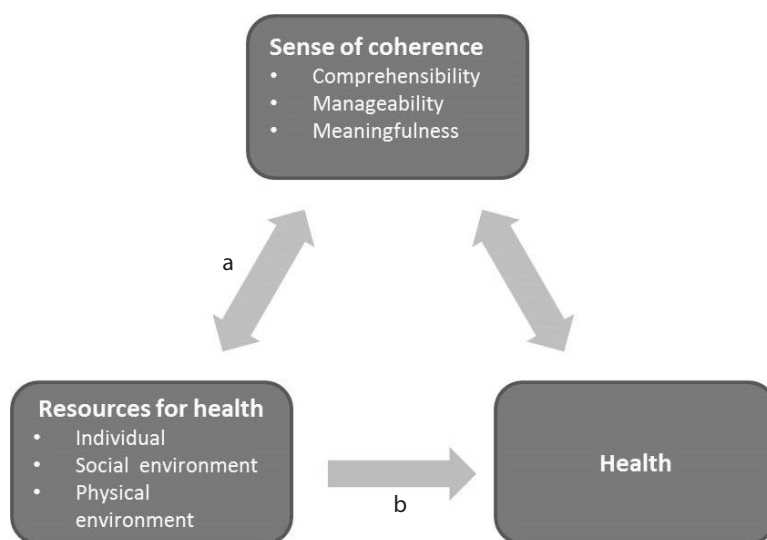 Sense of coherence
• Comprehensibility
• Manageability
• Meaningfulness
a
Resources for health
• Individual
• Social environment
• Physical
environment
Health
b